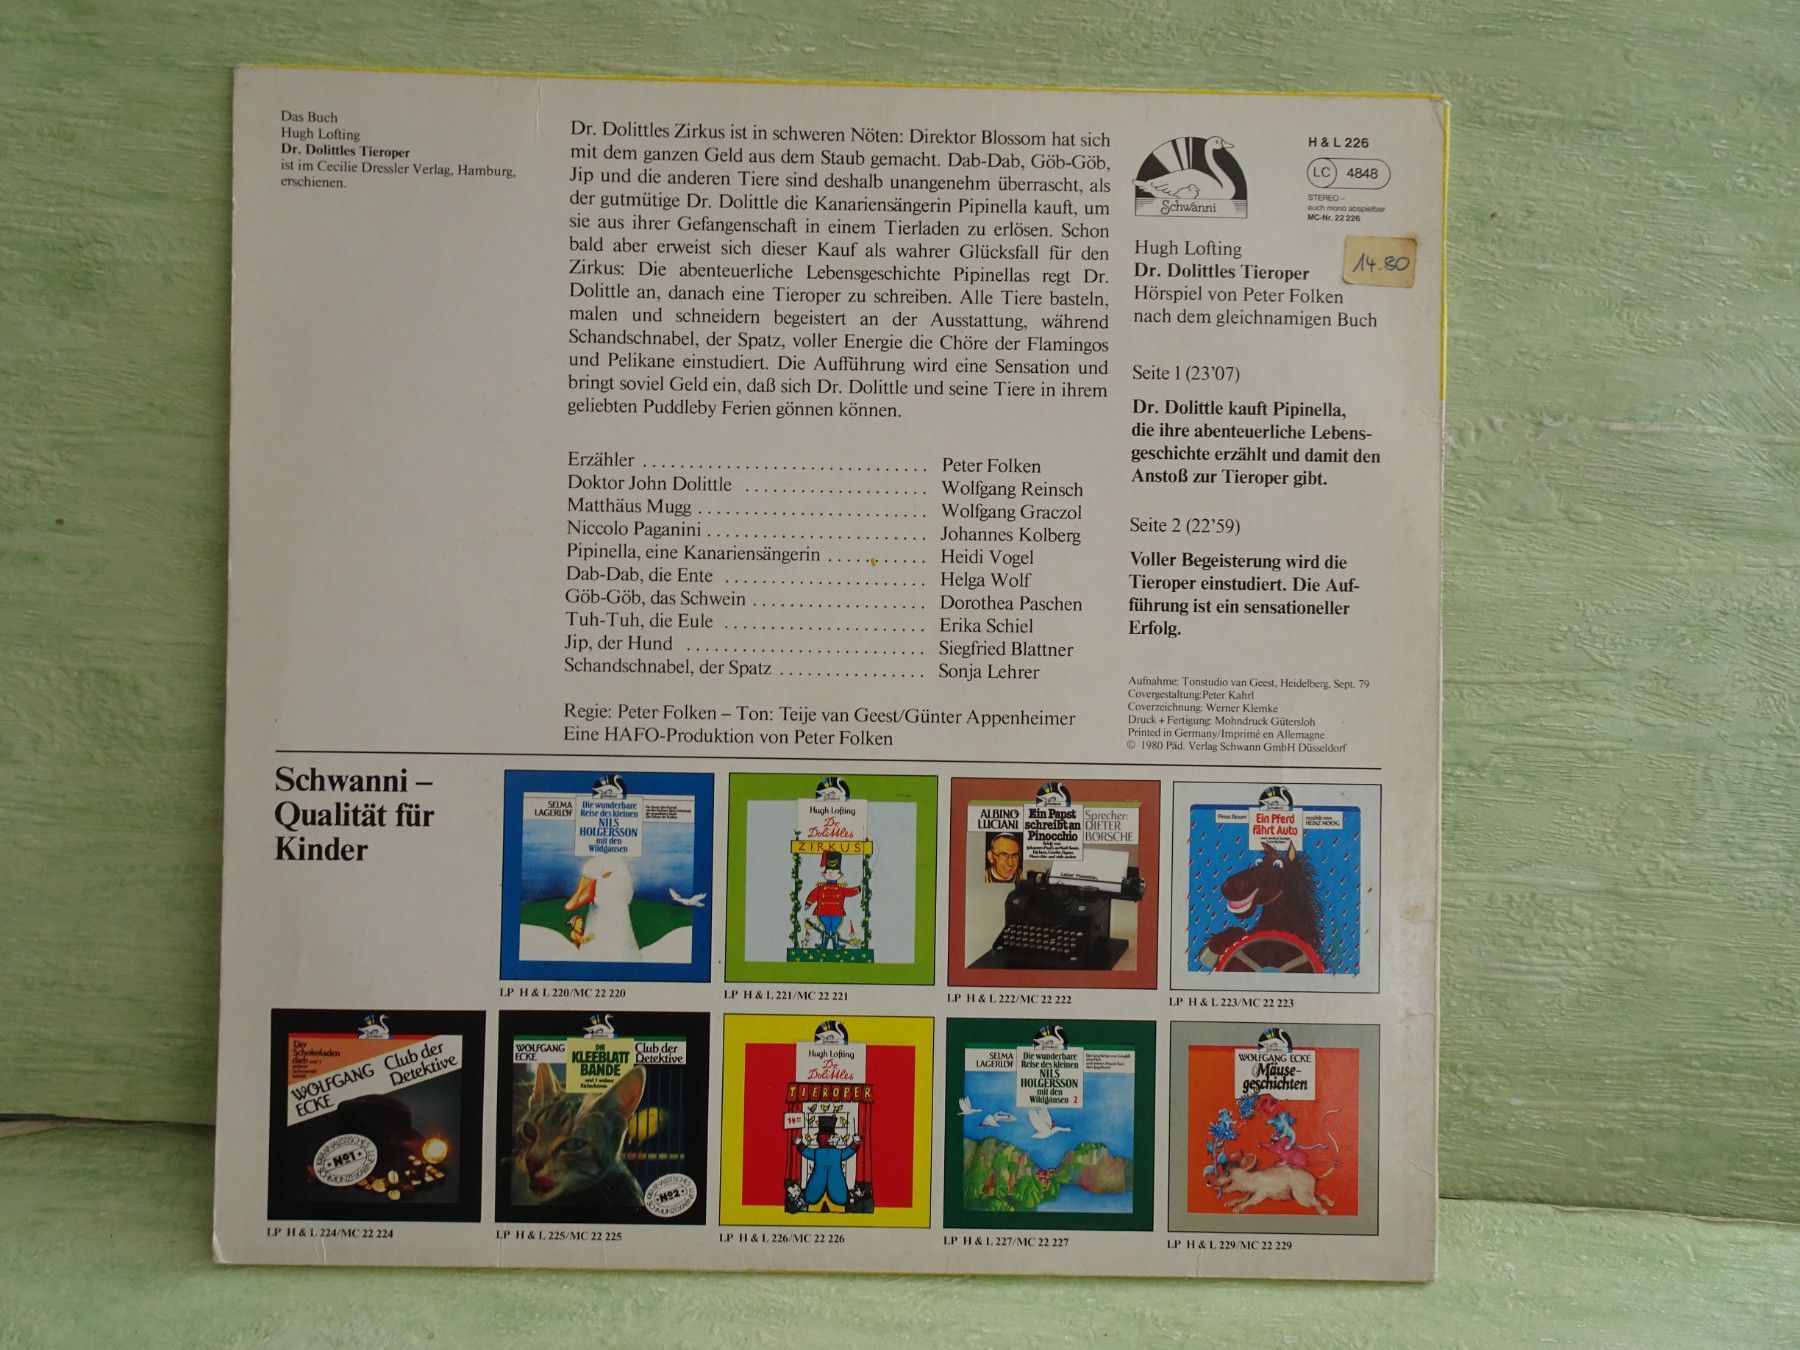 Das Buch
Hugh Lofting
Dr. Dolittles Tieroper
ist im Cecilie Dressler Verlag, Hamburg,
erschienen.
Dr. Dolittles Zirkus ist in schweren Nöten: Direktor Blossom hat sich
mit dem ganzen Geld aus dem Staub gemacht. Dab-Dab, Göb-Göb,
Jip und die anderen Tiere sind deshalb unangenehm überrascht, als
der gutmütige Dr. Dolittle die Kanariensängerin Pipinella kauft, um
sie aus ihrer Gefangenschaft in einem Tierladen zu erlösen. Schon
bald aber erweist sich dieser Kauf als wahrer Glücksfall für den
Zirkus: Die abenteuerliche Lebensgeschichte Pipinellas regt Dr.
Dolittle an, danach eine Tieroper zu schreiben. Alle Tiere basteln,
malen und schneidern begeistert an der Ausstattung, während
Schandschnabel, der Spatz, voller Energie die Chöre der Flamingos
und Pelikane einstudiert. Die Aufführung wird eine Sensation und
bringt soviel Geld ein, daß sich Dr. Dolittle und seine Tiere in ihrem
geliebten Puddleby Ferien gönnen können.
Erzähler ............................... Peter Folken
Doktor John Dolittle .................... Wolfgang Reinsch
Matthäus Mugg ......................... Wolfgang Graczol
Niccolo Paganini ........................ Johannes Kolberg
Pipinella, eine Kanariensängerin ........... Heidi Vogel
Dab-Dab, die Ente ...................... Helga Wolf
Göb-Göb, das Schwein ................... Dorothea Paschen
Tuh-Tuh, die Eule ...................... Erika Schiel
Jip, der Hund .......................... Siegfried Blattner
Schandschnabel, der Spatz ................ Sonja Lehrer
Regie: Peter Folken – Ton: Teije van Geest/Günter Appenheimer
Eine HAFO-Produktion von Peter Folken
Schwanni
H & L 226
LC 4848
STEREO –
auch mono abspielbar
MC-Nr. 22 226
14.80
Hugh Lofting
Dr. Dolittles Tieroper
Hörspiel von Peter Folken
nach dem gleichnamigen Buch
Seite 1 (23'07)
Dr. Dolittle kauft Pipinella,
die ihre abenteuerliche Lebens-
geschichte erzählt und damit den
Anstoß zur Tieroper gibt.
Seite 2 (22'59)
Voller Begeisterung wird die
Tieroper einstudiert. Die Auf-
führung ist ein sensationeller
Erfolg.
Aufnahme: Tonstudio van Geest, Heidelberg, Sept. 79
Covergestaltung:Peter Kahrl
Coverzeichnung: Werner Klemke
Druck + Fertigung: Mohndruck Gütersloh
Printed in Germany/Imprimé en Allemagne
© 1980 Päd. Verlag Schwann GmbH Düsseldorf
Schwanni –
Qualität für
Kinder
SELMA
LAGERLÖF
Die wunderbare
Reise des kleinen
NILS
HOLGERSSON
mit den
Wildgänsen
LP H & L 220/MC 22 220
Hugh Lofting
Dr.
Dolittles
ZIRKUS
LP H & L 221/MC 22 221
ALBINO
LUCIANI
Ein Papst
schreibt an
Pinocchio
Sprecher:
DIETER
BORSCHE
Lieber Pinocchio,
LP H & L 222/MC 22 222
Ein Pferd
fährt Auto
erzählt von
HEINZ HOOG
LP H & L 223/MC 22 223
Der
Schokoladen
dieb
WOLFGANG
ECKE
Club der
Detektive
No1
LP H & L 224/MC 22 224
WOLFGANG
ECKE
DIE
KLEEBLATT
BANDE
Club der
Detektive
No2
LP H & L 225/MC 22 225
Hugh Lofting
Dr.
Dolittles
TIEROPER
LP H & L 226/MC 22 226
SELMA
LAGERLÖF
Die wunderbare
Reise des kleinen
NILS
HOLGERSSON
mit den
Wildgänsen 2
LP H & L 227/MC 22 227
WOLFGANG ECKE
Mäuse-
geschichten
LP H & L 229/MC 22 229